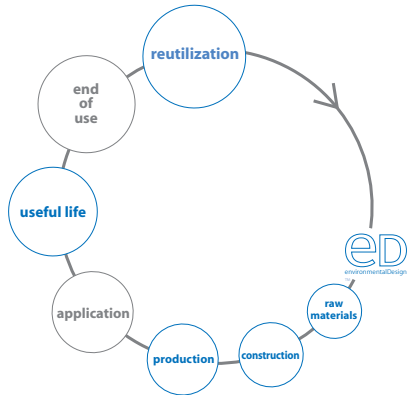 reutilization
end
of
use
useful life
application
production
construction
raw
materials
eD
environmentalDesign